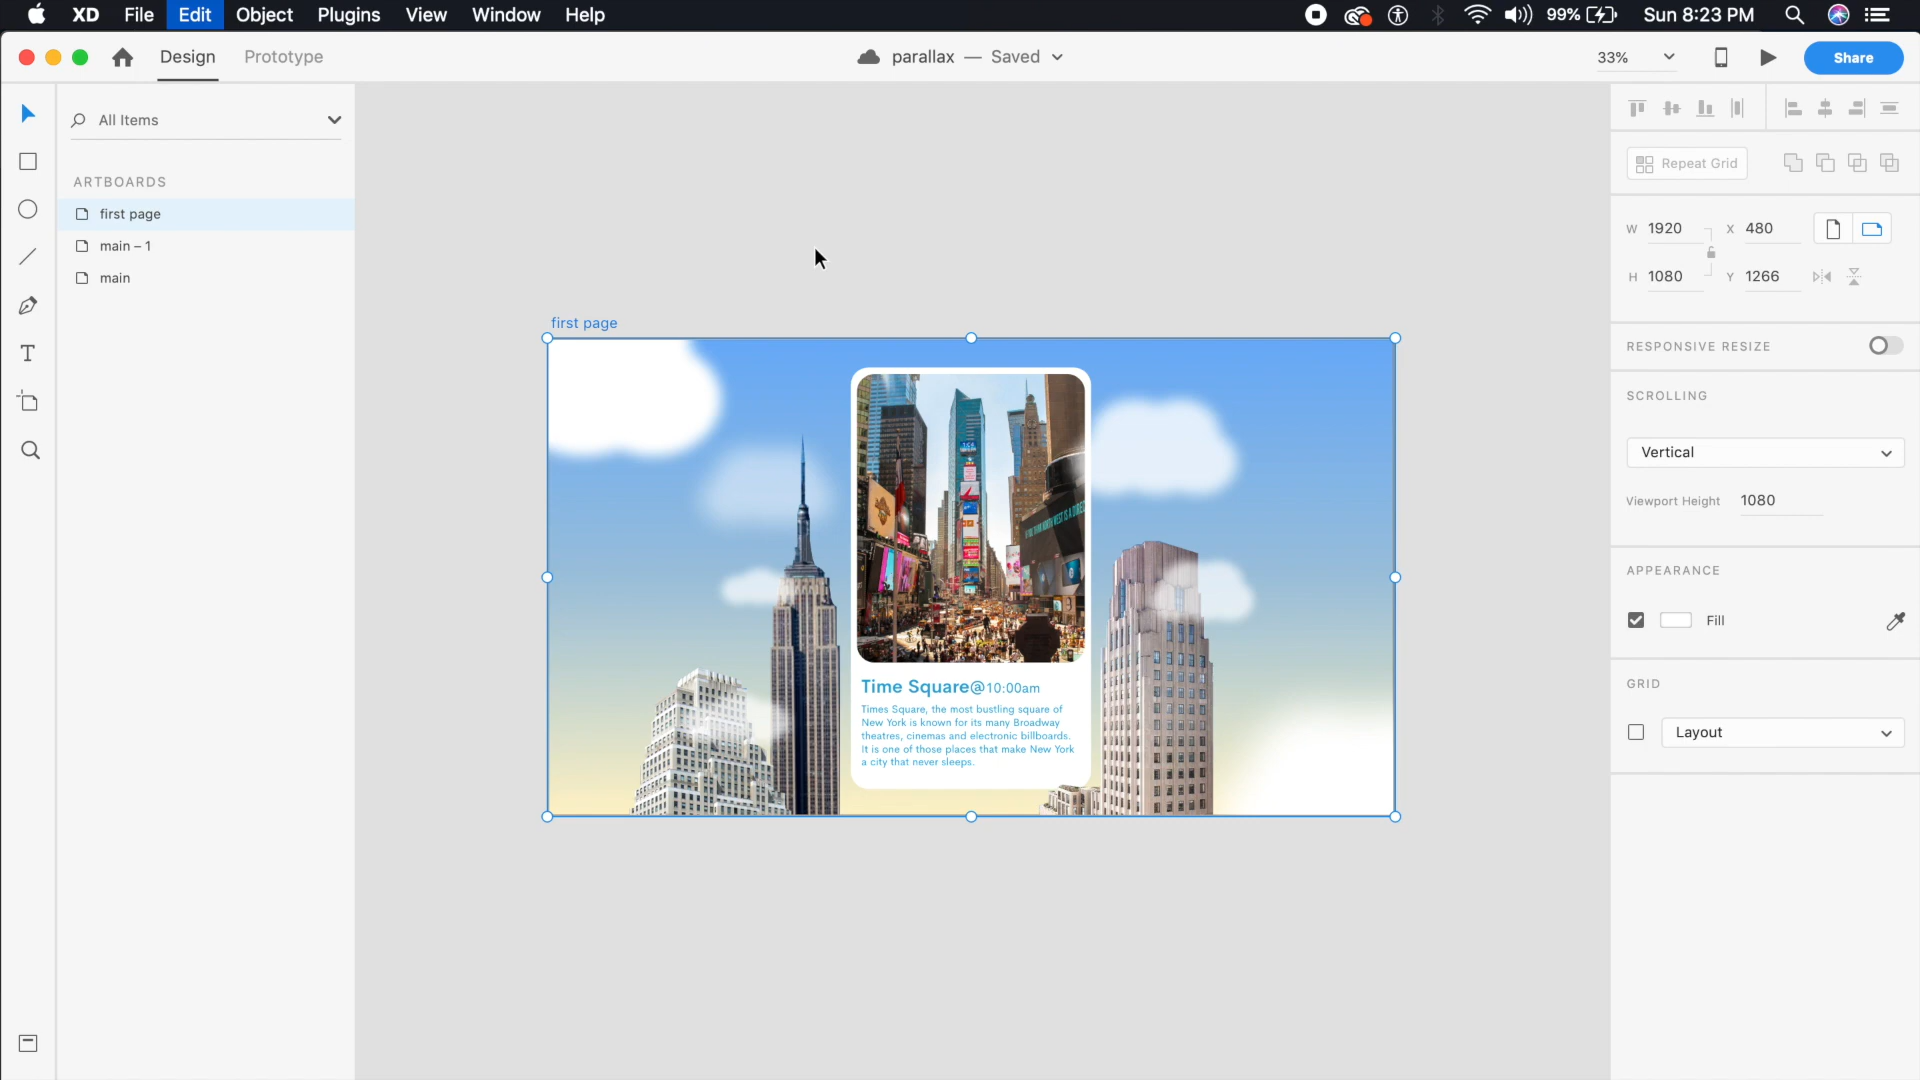 XD File Edit Object Plugins View Window Help 99% Sun 8:23 PM
Design Prototype parallax — Saved 33% Share
All Items
ARTBOARDS
first page
main – 1
main
first page
Time Square@10:00am
Times Square, the most bustling square of
New York is known for its many Broadway
theatres, cinemas and electronic billboards.
It is one of those places that make New York
a city that never sleeps.
Repeat Grid
W 1920 X 480
H 1080 Y 1266
RESPONSIVE RESIZE
SCROLLING
Vertical
Viewport Height 1080
APPEARANCE
Fill
GRID
Layout